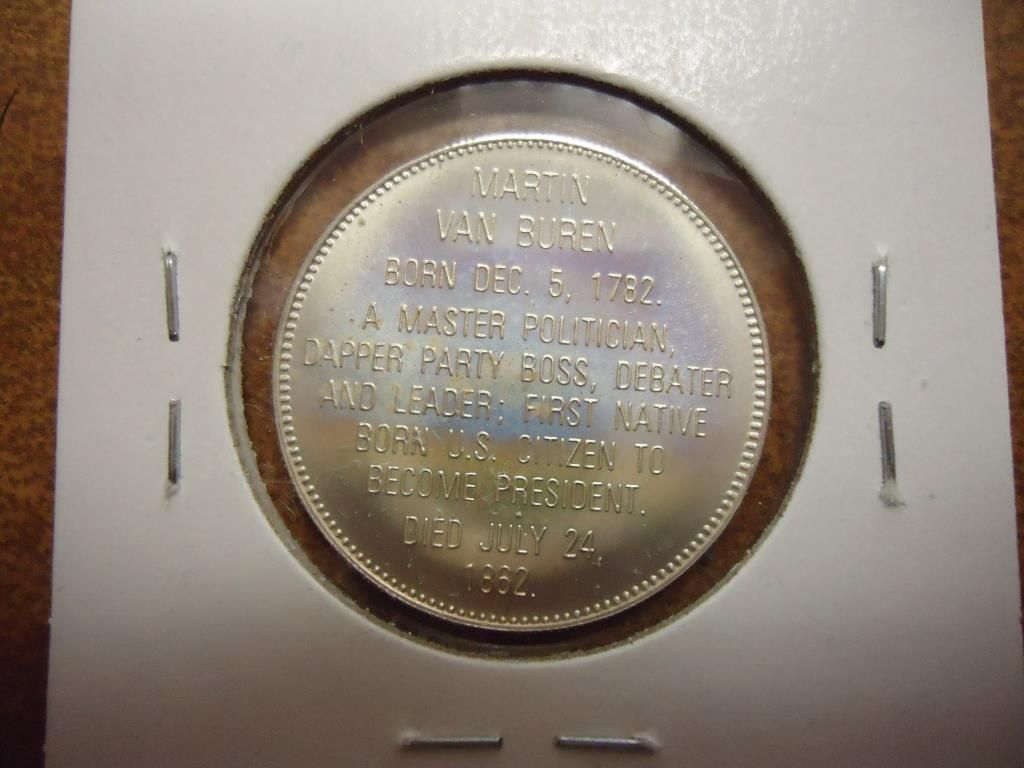 MARTIN
VAN BUREN
BORN DEC. 5, 1782.
A MASTER POLITICIAN,
DAPPER PARTY BOSS, DEBATER
AND LEADER; FIRST NATIVE
BORN U.S. CITIZEN TO
BECOME PRESIDENT.
DIED JULY 24,
1862.